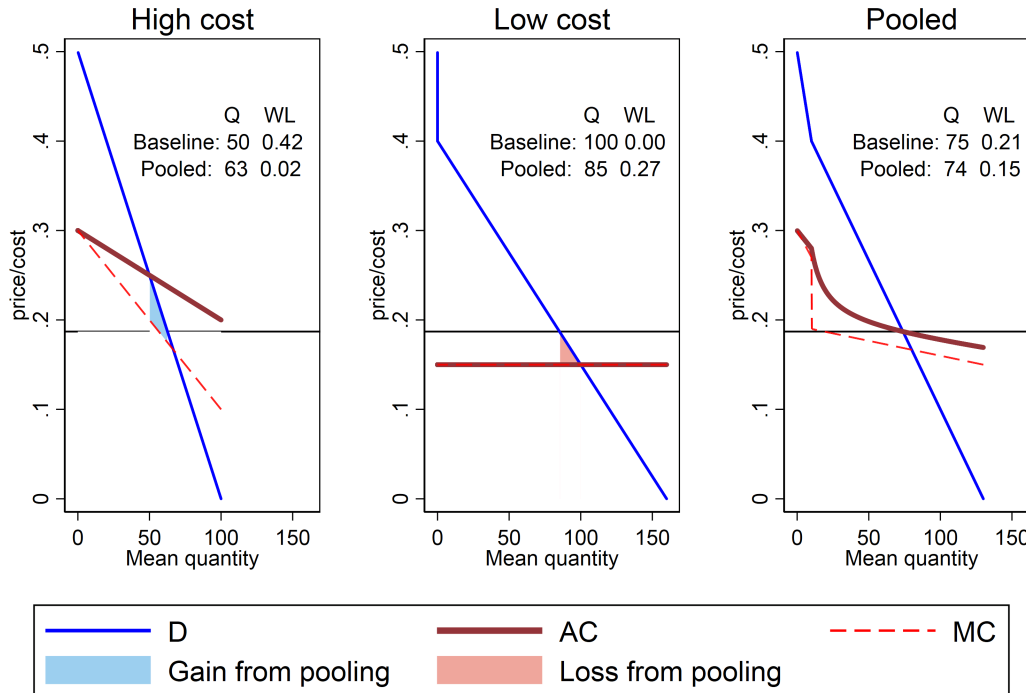 High cost
Low cost
Pooled
.5
.4
.3
.2
.1
0
price/cost
Q WL
Baseline: 50 0.42
Pooled: 63 0.02
0 50 100 150
Mean quantity
.5
.4
.3
.2
.1
0
price/cost
Q WL
Baseline: 100 0.00
Pooled: 85 0.27
0 50 100 150
Mean quantity
.5
.4
.3
.2
.1
0
price/cost
Q WL
Baseline: 75 0.21
Pooled: 74 0.15
0 50 100 150
Mean quantity
D AC MC
Gain from pooling Loss from pooling